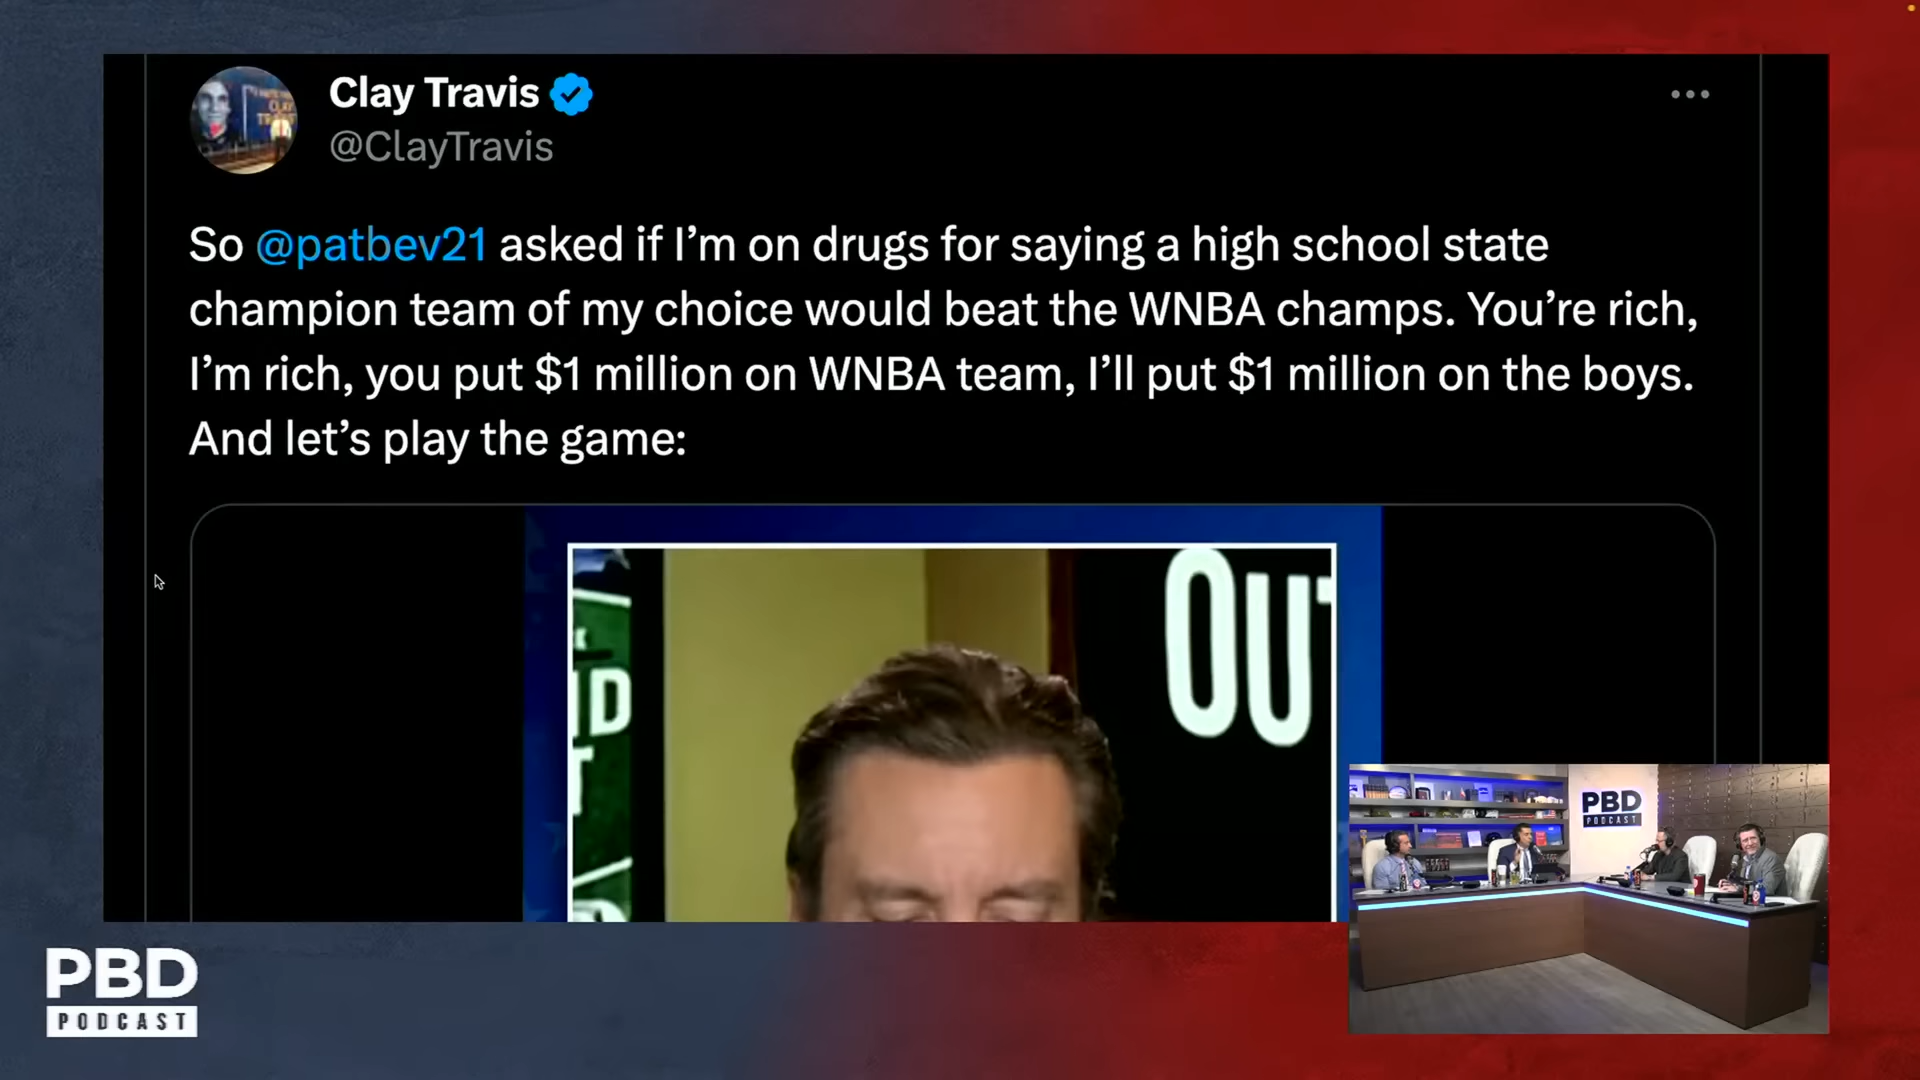 Clay Travis
@ClayTravis
So @patbev21 asked if I'm on drugs for saying a high school state
champion team of my choice would beat the WNBA champs. You're rich,
I'm rich, you put $1 million on WNBA team, I'll put $1 million on the boys.
And let's play the game:
OUT
ID
T
PBD
PODCAST
PBD
PODCAST